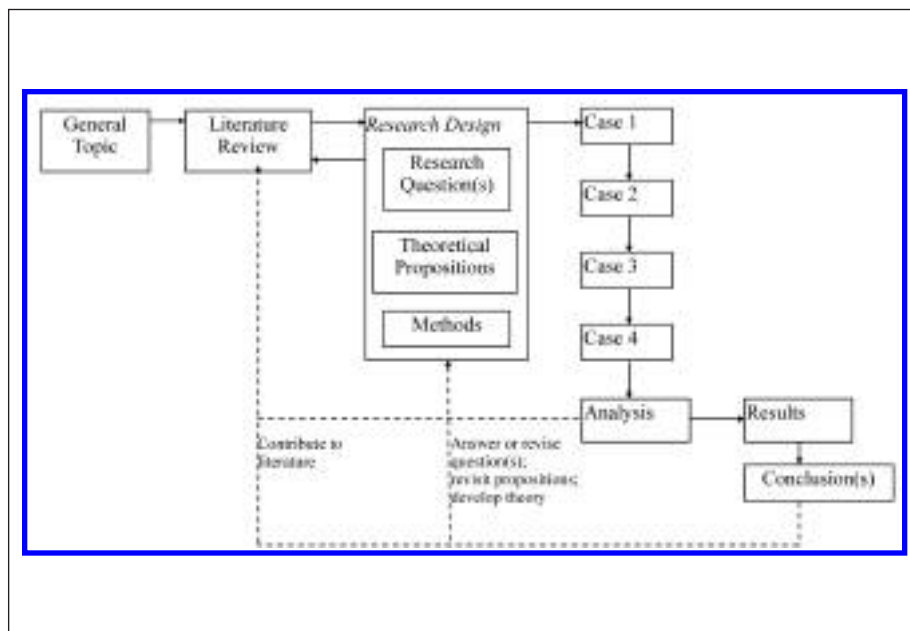 General
Topic
Literature
Review
Research Design
Research
Question(s)
Theoretical
Propositions
Methods
Case 1
Case 2
Case 3
Case 4
Analysis
Results
Conclusion(s)
Contribute to
literature
Answer or revise
question(s);
revisit propositions;
develop theory